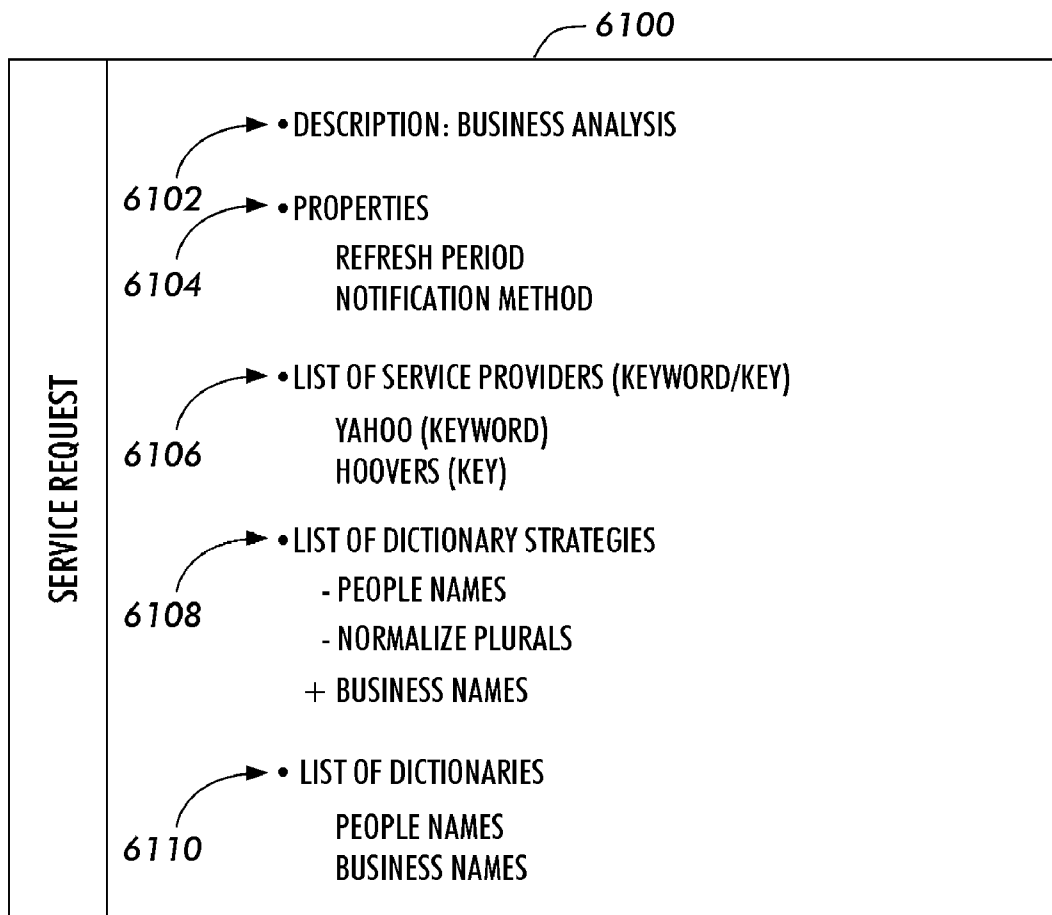 6100
SERVICE REQUEST
• DESCRIPTION: BUSINESS ANALYSIS
6102
• PROPERTIES
6104
REFRESH PERIOD
NOTIFICATION METHOD
• LIST OF SERVICE PROVIDERS (KEYWORD/KEY)
6106
YAHOO (KEYWORD)
HOOVERS (KEY)
• LIST OF DICTIONARY STRATEGIES
6108
- PEOPLE NAMES
- NORMALIZE PLURALS
+ BUSINESS NAMES
• LIST OF DICTIONARIES
6110
PEOPLE NAMES
BUSINESS NAMES